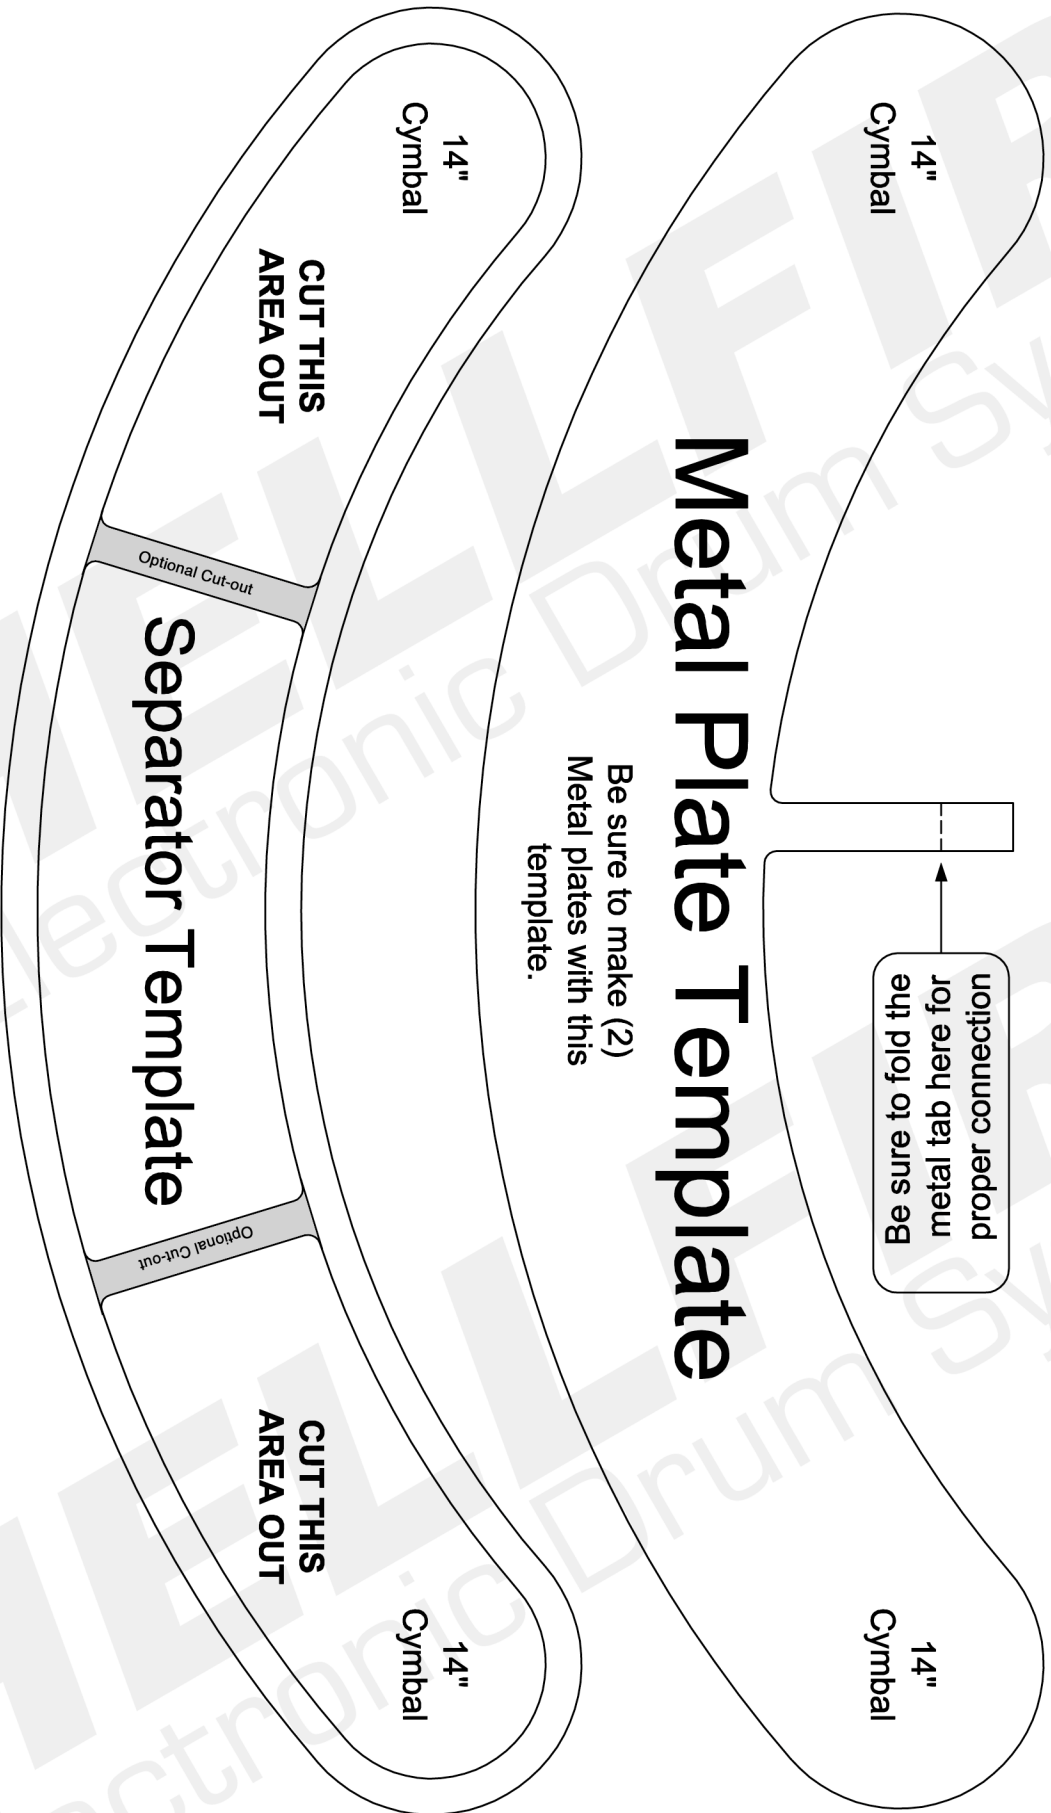 14"
Cymbal
Metal Plate Template
Be sure to make (2)
Metal plates with this
template.
Be sure to fold the
metal tab here for
proper connection
14"
Cymbal
14"
Cymbal
CUT THIS
AREA OUT
Optional Cut-out
Separator Template
Optional Cut-out
CUT THIS
AREA OUT
14"
Cymbal
HELLFIR
Electronic Drum Sy
HELLFIR
Electronic Drum Sy